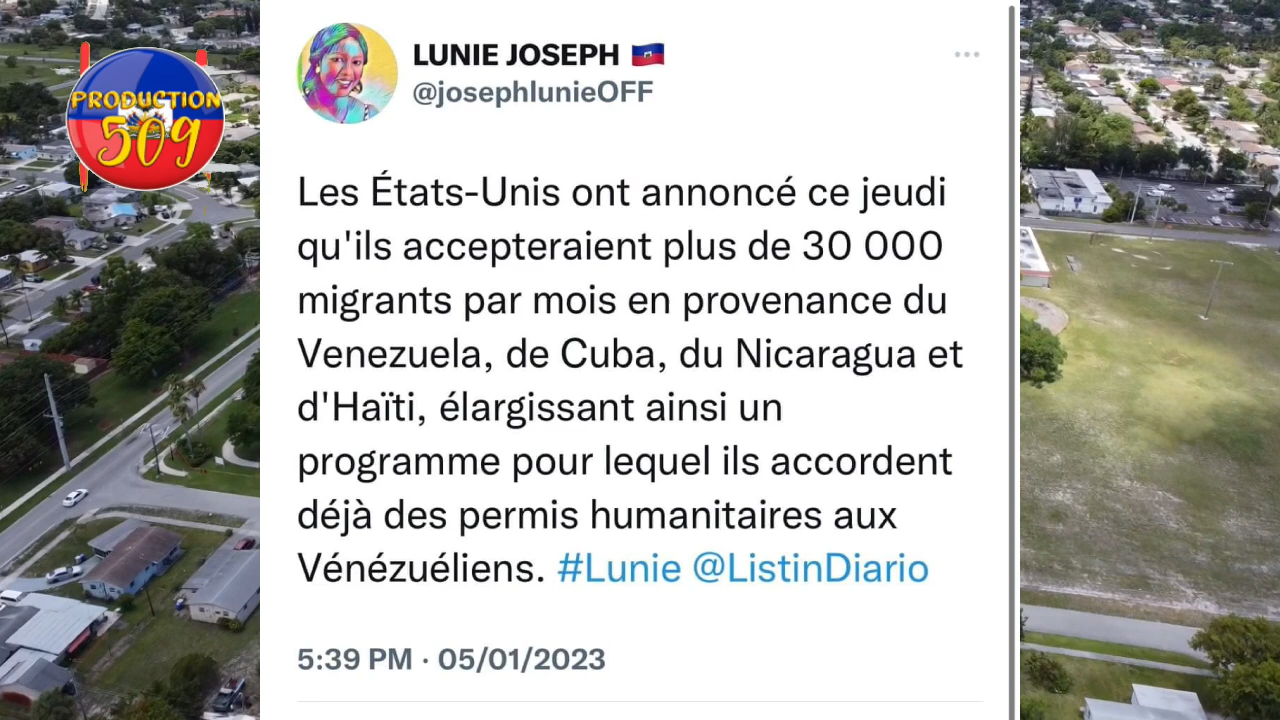 PRODUCTION
509
LUNIE JOSEPH 🇭🇹
@josephlunieOFF
Les États-Unis ont annoncé ce jeudi
qu'ils accepteraient plus de 30 000
migrants par mois en provenance du
Venezuela, de Cuba, du Nicaragua et
d'Haïti, élargissant ainsi un
programme pour lequel ils accordent
déjà des permis humanitaires aux
Vénézuéliens. #Lunie @ListinDiario
5:39 PM · 05/01/2023